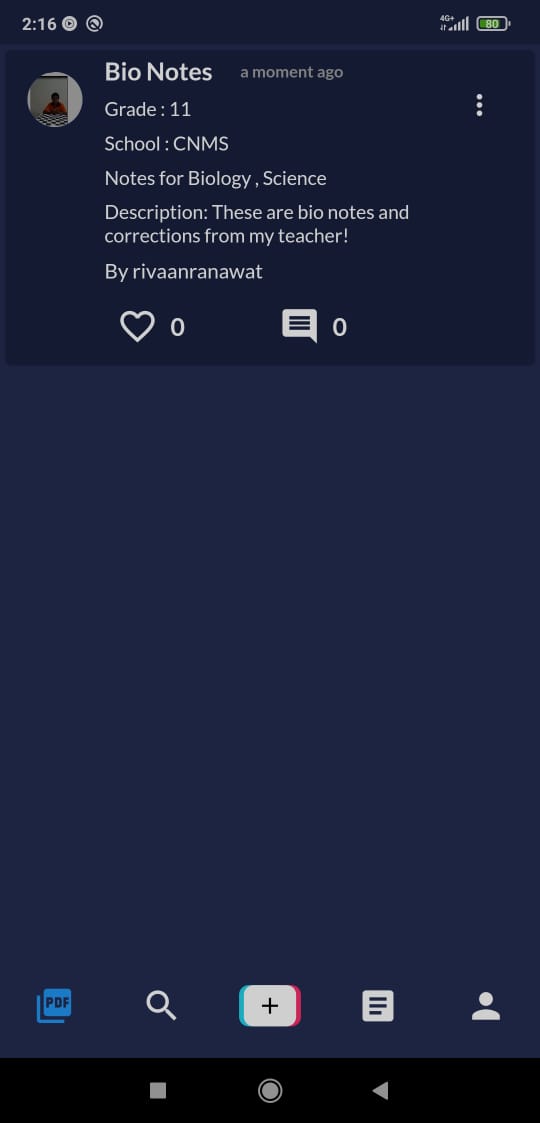 2:16 4G+ 80
Bio Notes a moment ago
Grade : 11
School : CNMS
Notes for Biology , Science
Description: These are bio notes and
corrections from my teacher!
By rivaanranawat
0 0
PDF +